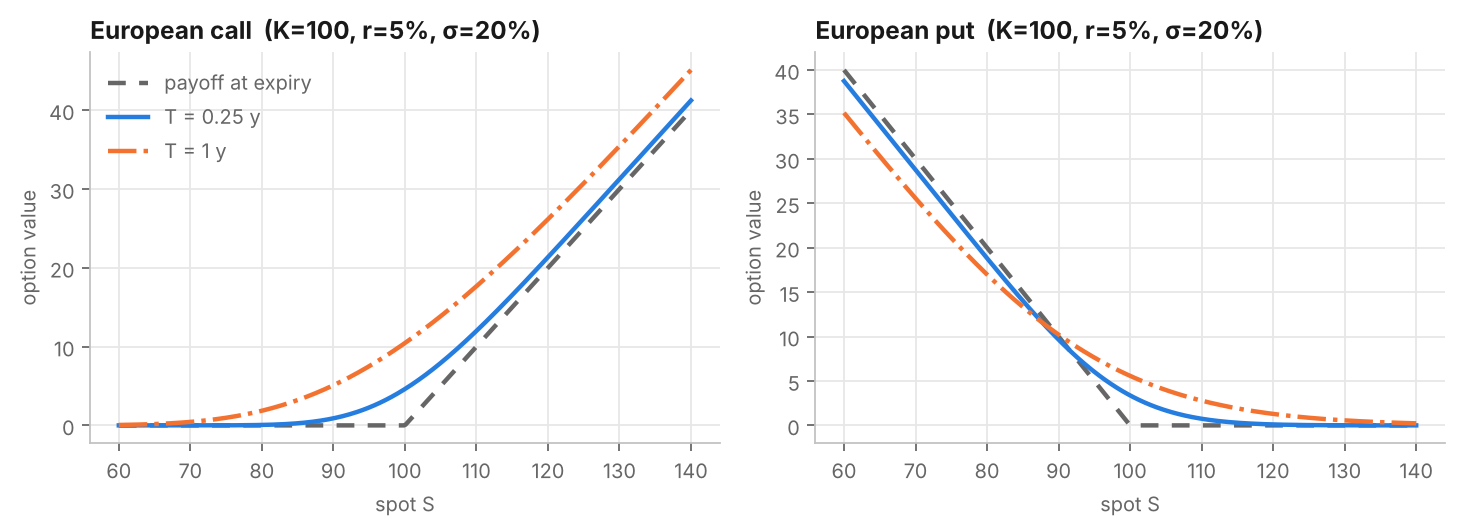 European call (K=100, r=5%, σ=20%)
payoff at expiry
T = 0.25 y
T = 1 y
option value
40
30
20
10
0
60 70 80 90 100 110 120 130 140
spot S
European put (K=100, r=5%, σ=20%)
option value
40
35
30
25
20
15
10
5
0
60 70 80 90 100 110 120 130 140
spot S